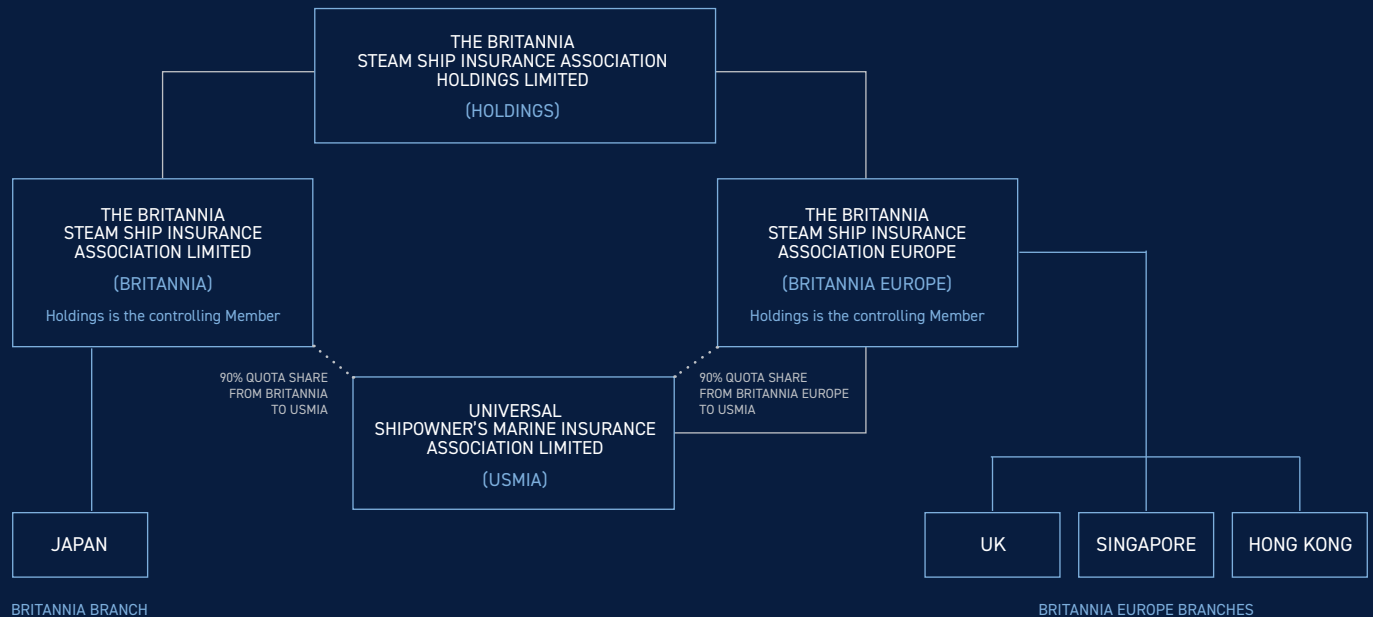 THE BRITANNIA
STEAM SHIP INSURANCE ASSOCIATION
HOLDINGS LIMITED
(HOLDINGS)
THE BRITANNIA
STEAM SHIP INSURANCE
ASSOCIATION LIMITED
(BRITANNIA)
Holdings is the controlling Member
THE BRITANNIA
STEAM SHIP INSURANCE
ASSOCIATION EUROPE
(BRITANNIA EUROPE)
Holdings is the controlling Member
90% QUOTA SHARE
FROM BRITANNIA
TO USMIA
90% QUOTA SHARE
FROM BRITANNIA EUROPE
TO USMIA
UNIVERSAL
SHIPOWNER'S MARINE INSURANCE
ASSOCIATION LIMITED
(USMIA)
JAPAN
UK
SINGAPORE
HONG KONG
BRITANNIA BRANCH
BRITANNIA EUROPE BRANCHES